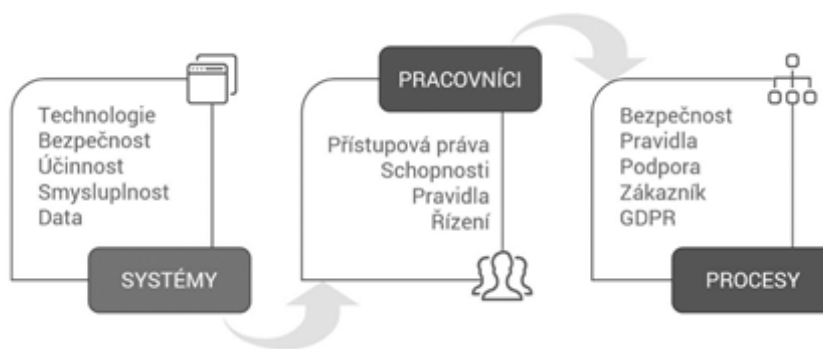 Technologie
Bezpečnost
Účinnost
Smysluplnost
Data
SYSTÉMY
PRACOVNÍCI
Přístupová práva
Schopnosti
Pravidla
Řízení
Bezpečnost
Pravidla
Podpora
Zákazník
GDPR
PROCESY